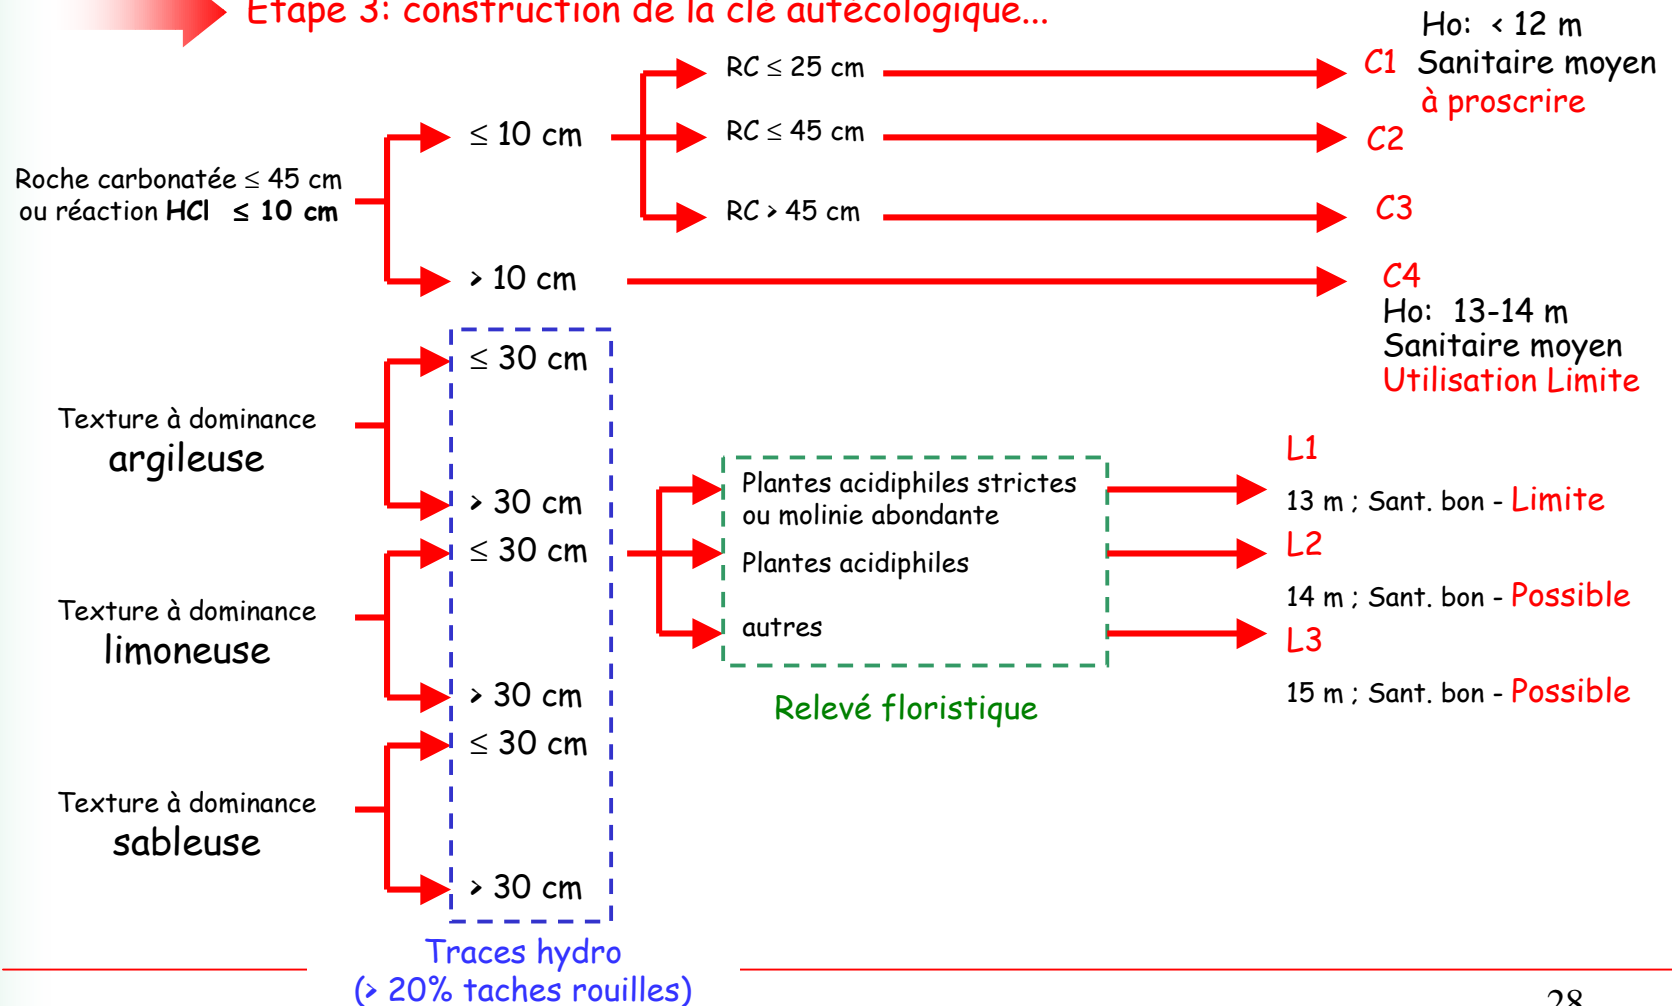 Etape 3: construction de la clé autécologique...
Ho: < 12 m
C1 Sanitaire moyen
à proscrire
RC ≤ 25 cm
RC ≤ 45 cm
C2
≤ 10 cm
Roche carbonatée ≤ 45 cm
ou réaction HCl ≤ 10 cm
RC > 45 cm
C3
> 10 cm
C4
Ho: 13-14 m
Sanitaire moyen
Utilisation Limite
Texture à dominance
argileuse
≤ 30 cm
> 30 cm
Texture à dominance
limoneuse
≤ 30 cm
> 30 cm
Texture à dominance
sableuse
≤ 30 cm
> 30 cm
Traces hydro
(> 20% taches rouilles)
Plantes acidiphiles strictes
ou molinie abondante
Plantes acidiphiles
autres
Relevé floristique
L1
13 m ; Sant. bon - Limite
L2
14 m ; Sant. bon - Possible
L3
15 m ; Sant. bon - Possible
28